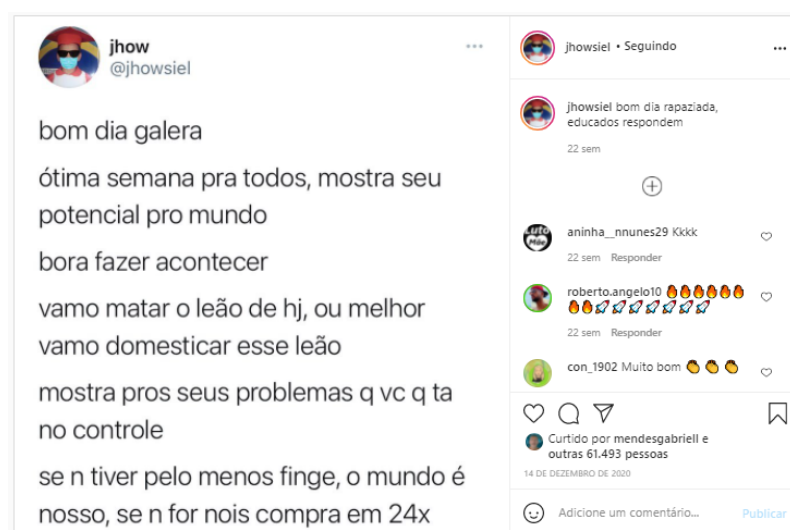 jhow
@jhowsiel
bom dia galera
ótima semana pra todos, mostra seu
potencial pro mundo
bora fazer acontecer
vamo matar o leão de hj, ou melhor
vamo domesticar esse leão
mostra pros seus problemas q vc q ta
no controle
se n tiver pelo menos finge, o mundo é
nosso, se n for nois compra em 24x
jhowsiel • Seguindo
jhowsiel bom dia rapaziada,
educados respondem
22 sem
aninha__nnunes29 Kkkk
22 sem Responder
roberto.angelo10 🔥🔥🔥🔥🔥🔥
🔥🔥🚀🚀🚀🚀🚀🚀🚀
22 sem Responder
con_1902 Muito bom 👏👏👏
Curtido por mendesgabriell e
outras 61.493 pessoas
14 DE DEZEMBRO DE 2020
Adicione um comentário... Publicar
Luto
Mãe